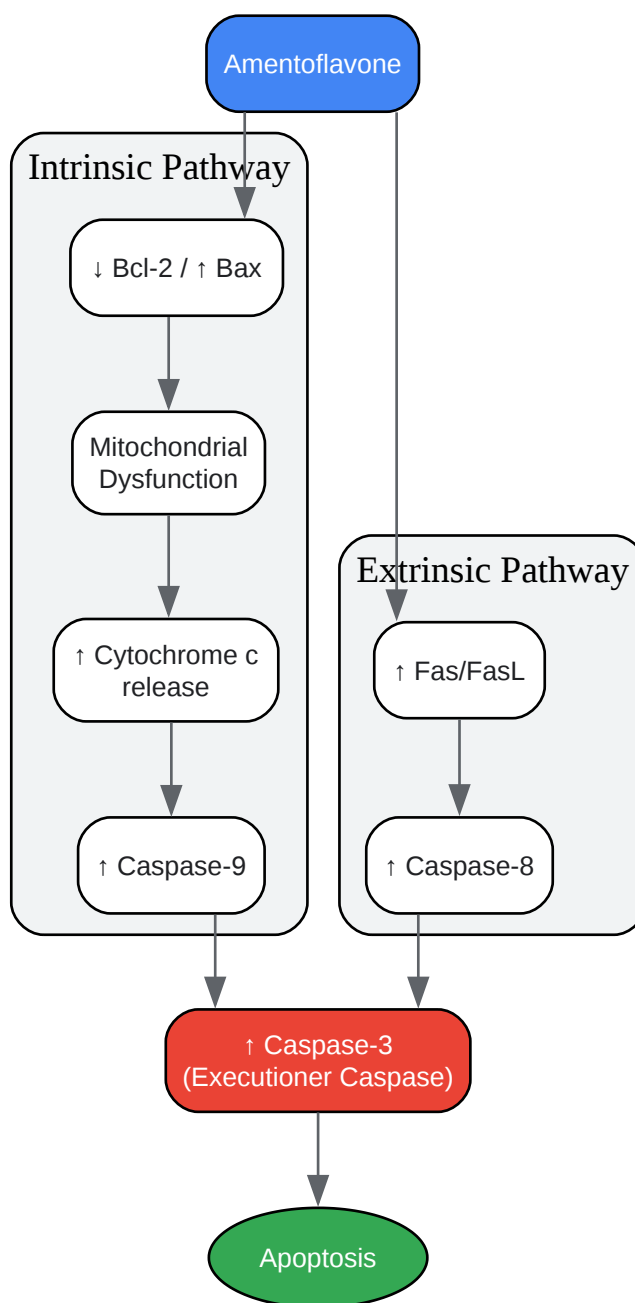 Amentoflavone
Intrinsic Pathway
↓ Bcl-2 / ↑ Bax
Mitochondrial
Dysfunction
↑ Cytochrome c
release
↑ Caspase-9
Extrinsic Pathway
↑ Fas/FasL
↑ Caspase-8
↑ Caspase-3
(Executioner Caspase)
Apoptosis